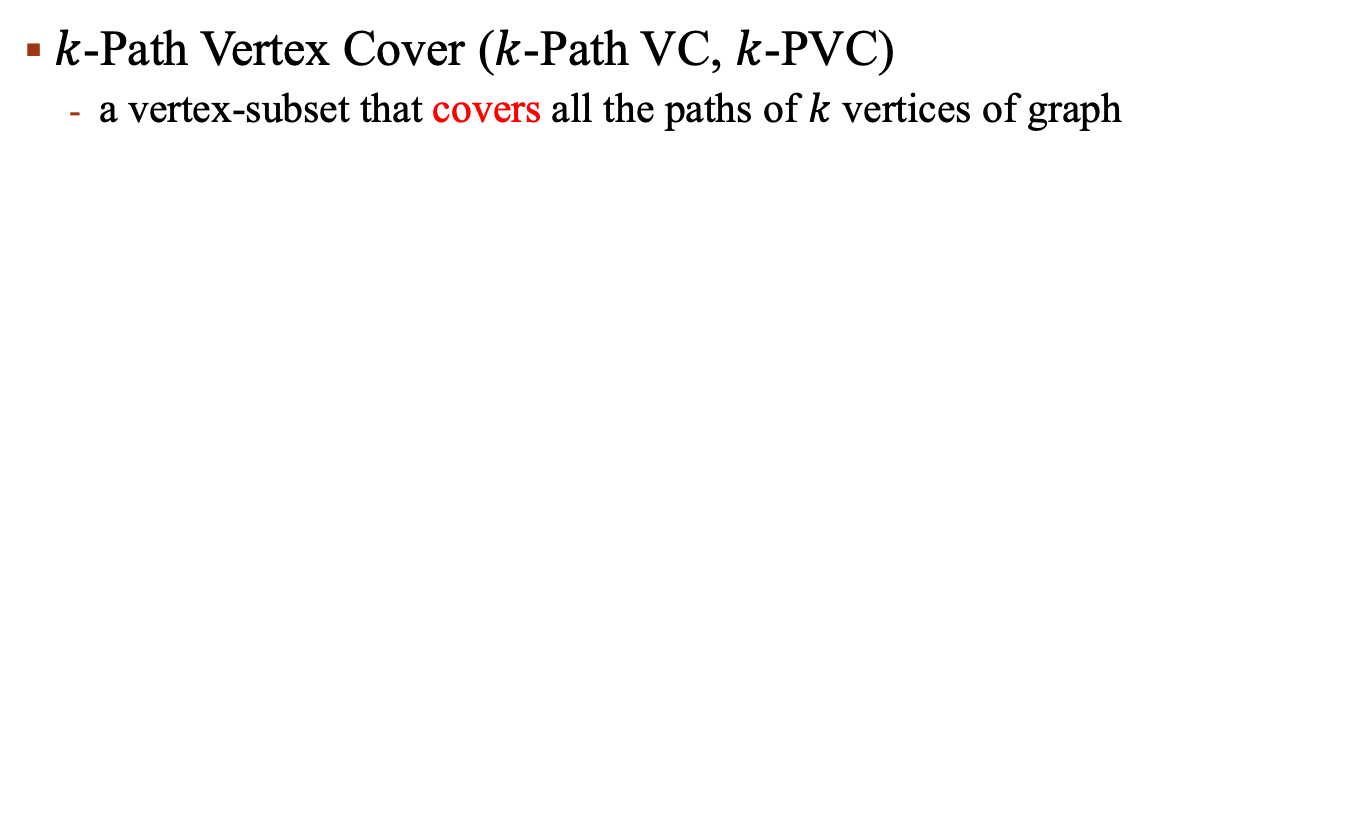 ▪ k-Path Vertex Cover (k-Path VC, k-PVC)
- a vertex-subset that covers all the paths of k vertices of graph